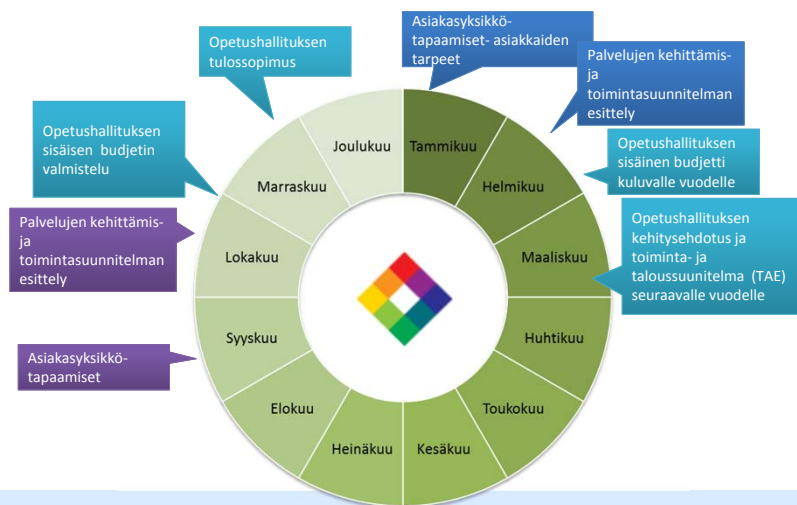 Asiakasyksikkö-
tapaamiset- asiakkaiden
tarpeet
Opetushallituksen
tulossopimus
Palvelujen kehittämis-
ja
toimintasuunnitelman
esittely
Opetushallituksen
sisäisen budjetin
valmistelu
Opetushallituksen
sisäinen budjetti
kuluvalle vuodelle
Palvelujen kehittämis-
ja
toimintasuunnitelman
esittely
Opetushallituksen
kehitysehdotus ja
toiminta- ja
taloussuunitelma (TAE)
seuraavalle vuodelle
Asiakasyksikkö-
tapaamiset
Tammikuu
Helmikuu
Maaliskuu
Huhtikuu
Toukokuu
Kesäkuu
Heinäkuu
Elokuu
Syyskuu
Lokakuu
Marraskuu
Joulukuu